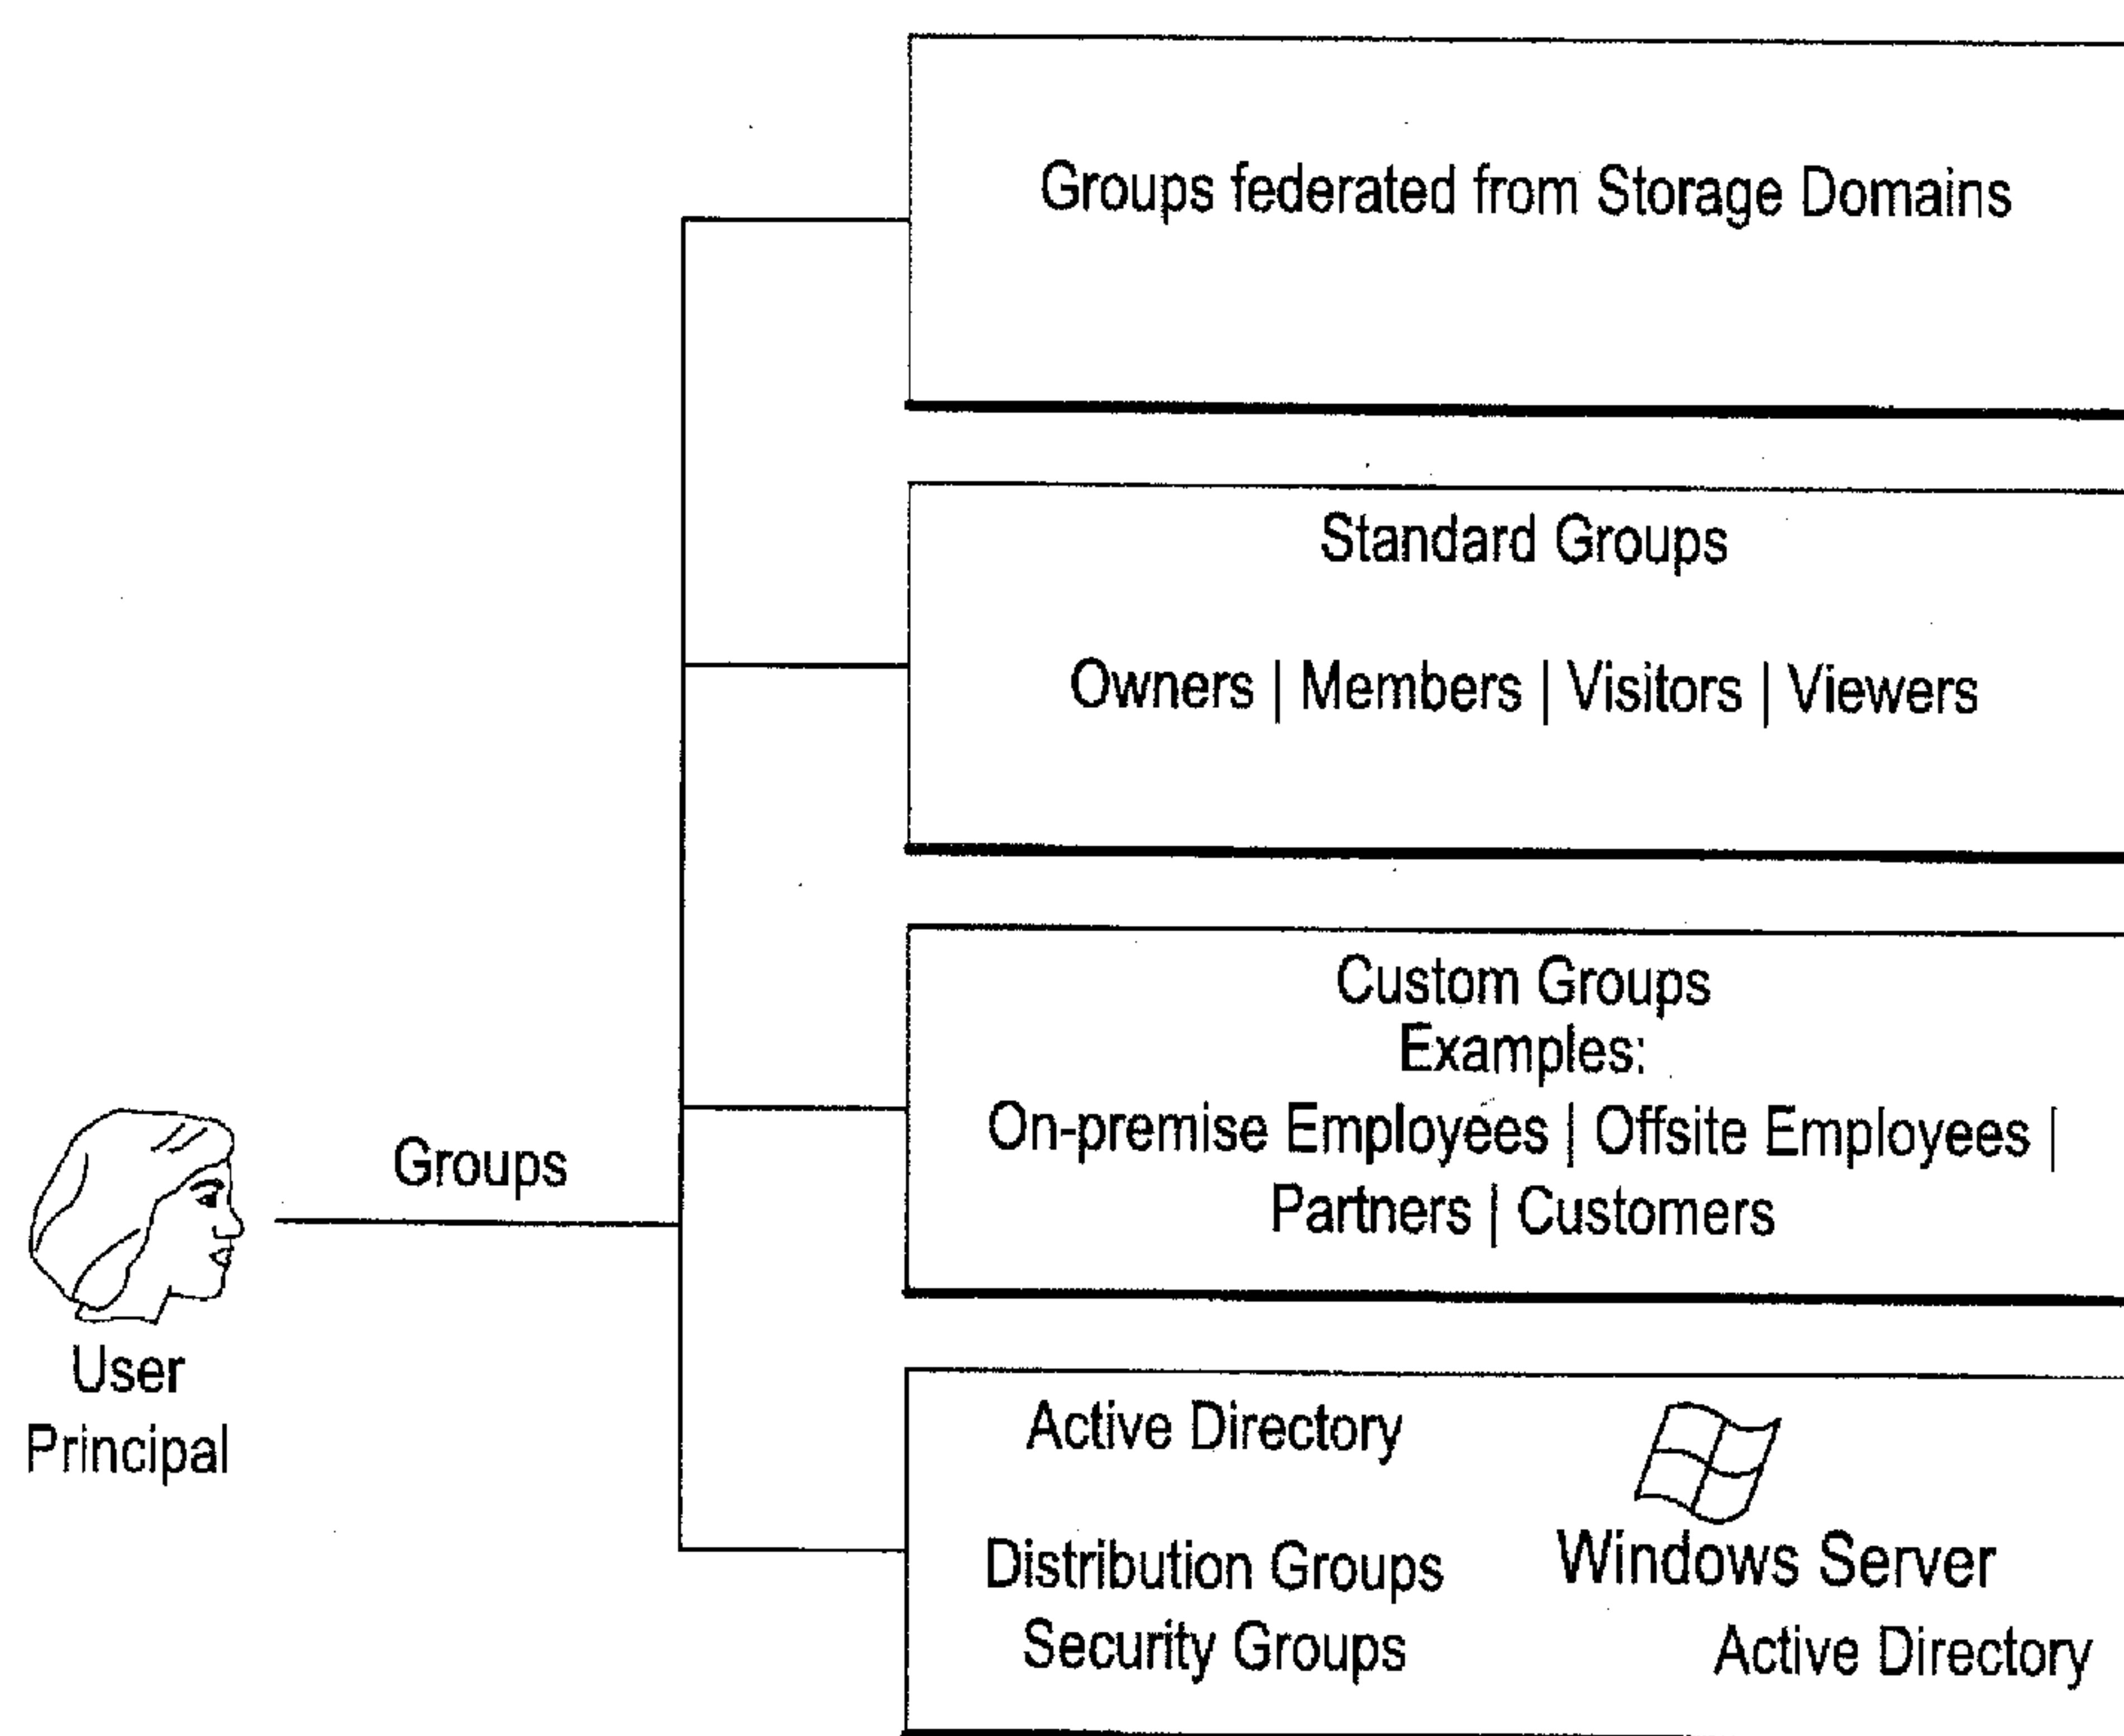 Groups federated from Storage Domains
Standard Groups
Owners | Members | Visitors | Viewers
Custom Groups
Examples:
On-premise Employees | Offsite Employees |
Partners | Customers
Groups
User
Principal
Active Directory
Distribution Groups
Security Groups
Windows Server
Active Directory